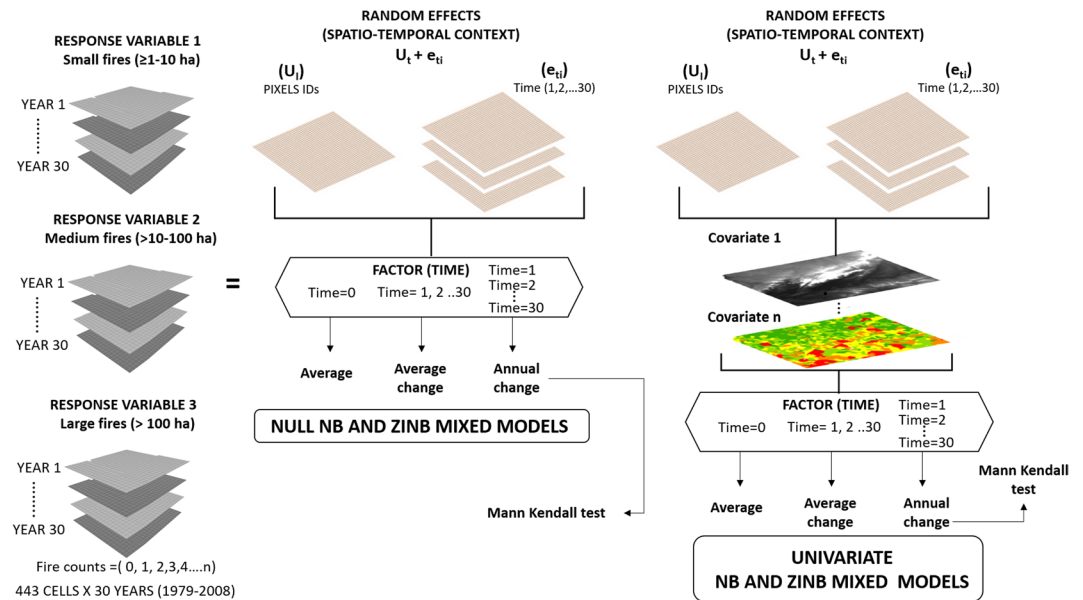 RESPONSE VARIABLE 1
Small fires (≥1-10 ha)
YEAR 1
YEAR 30
RESPONSE VARIABLE 2
Medium fires (>10-100 ha)
YEAR 1
YEAR 30
RESPONSE VARIABLE 3
Large fires (> 100 ha)
YEAR 1
YEAR 30
Fire counts =( 0, 1, 2,3,4....n)
443 CELLS X 30 YEARS (1979-2008)
=
RANDOM EFFECTS
(SPATIO-TEMPORAL CONTEXT)
Ut + eti
(Ul)
PIXELS IDs
(eti)
Time (1,2,...30)
FACTOR (TIME)
Time=0
Time= 1, 2 ..30
Time=1
Time=2
Time=30
Average
Average
change
Annual
change
NULL NB AND ZINB MIXED MODELS
Mann Kendall test
RANDOM EFFECTS
(SPATIO-TEMPORAL CONTEXT)
Ut + eti
(Ul)
PIXELS IDs
(eti)
Time (1,2,...30)
Covariate 1
Covariate n
FACTOR (TIME)
Time=0
Time= 1, 2 ..30
Time=1
Time=2
Time=30
Average
Average
change
Annual
change
Mann Kendall
test
UNIVARIATE
NB AND ZINB MIXED MODELS